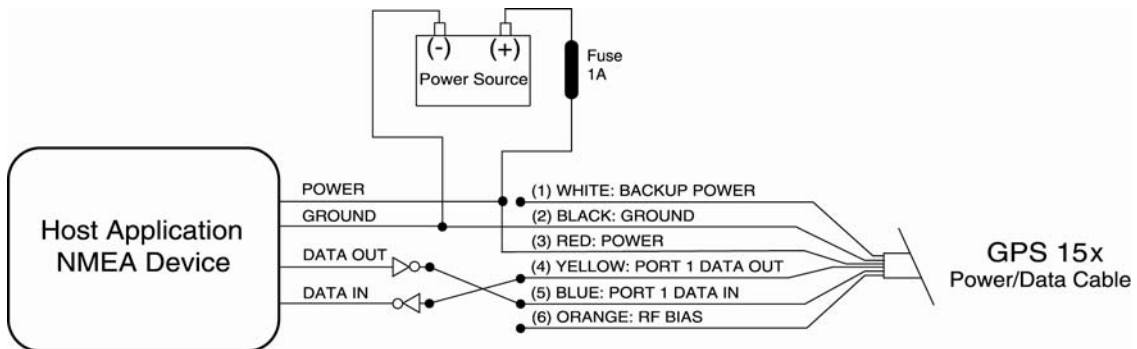 (-) (+)
Power Source
Fuse
1A
Host Application
NMEA Device
POWER
GROUND
DATA OUT
DATA IN
(1) WHITE: BACKUP POWER
(2) BLACK: GROUND
(3) RED: POWER
(4) YELLOW: PORT 1 DATA OUT
(5) BLUE: PORT 1 DATA IN
(6) ORANGE: RF BIAS
GPS 15x
Power/Data Cable